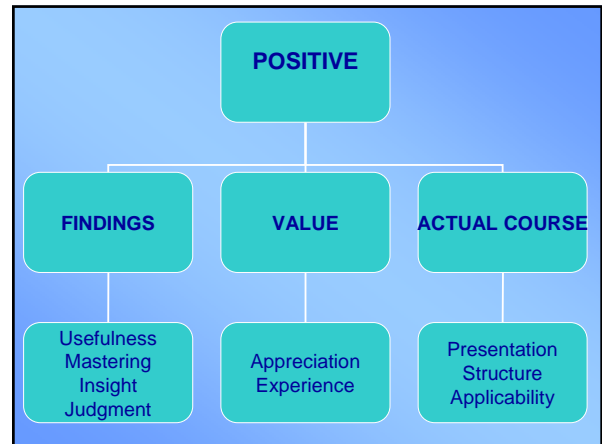 POSITIVE
FINDINGS
VALUE
ACTUAL COURSE
Usefulness
Mastering
Insight
Judgment
Appreciation
Experience
Presentation
Structure
Applicability